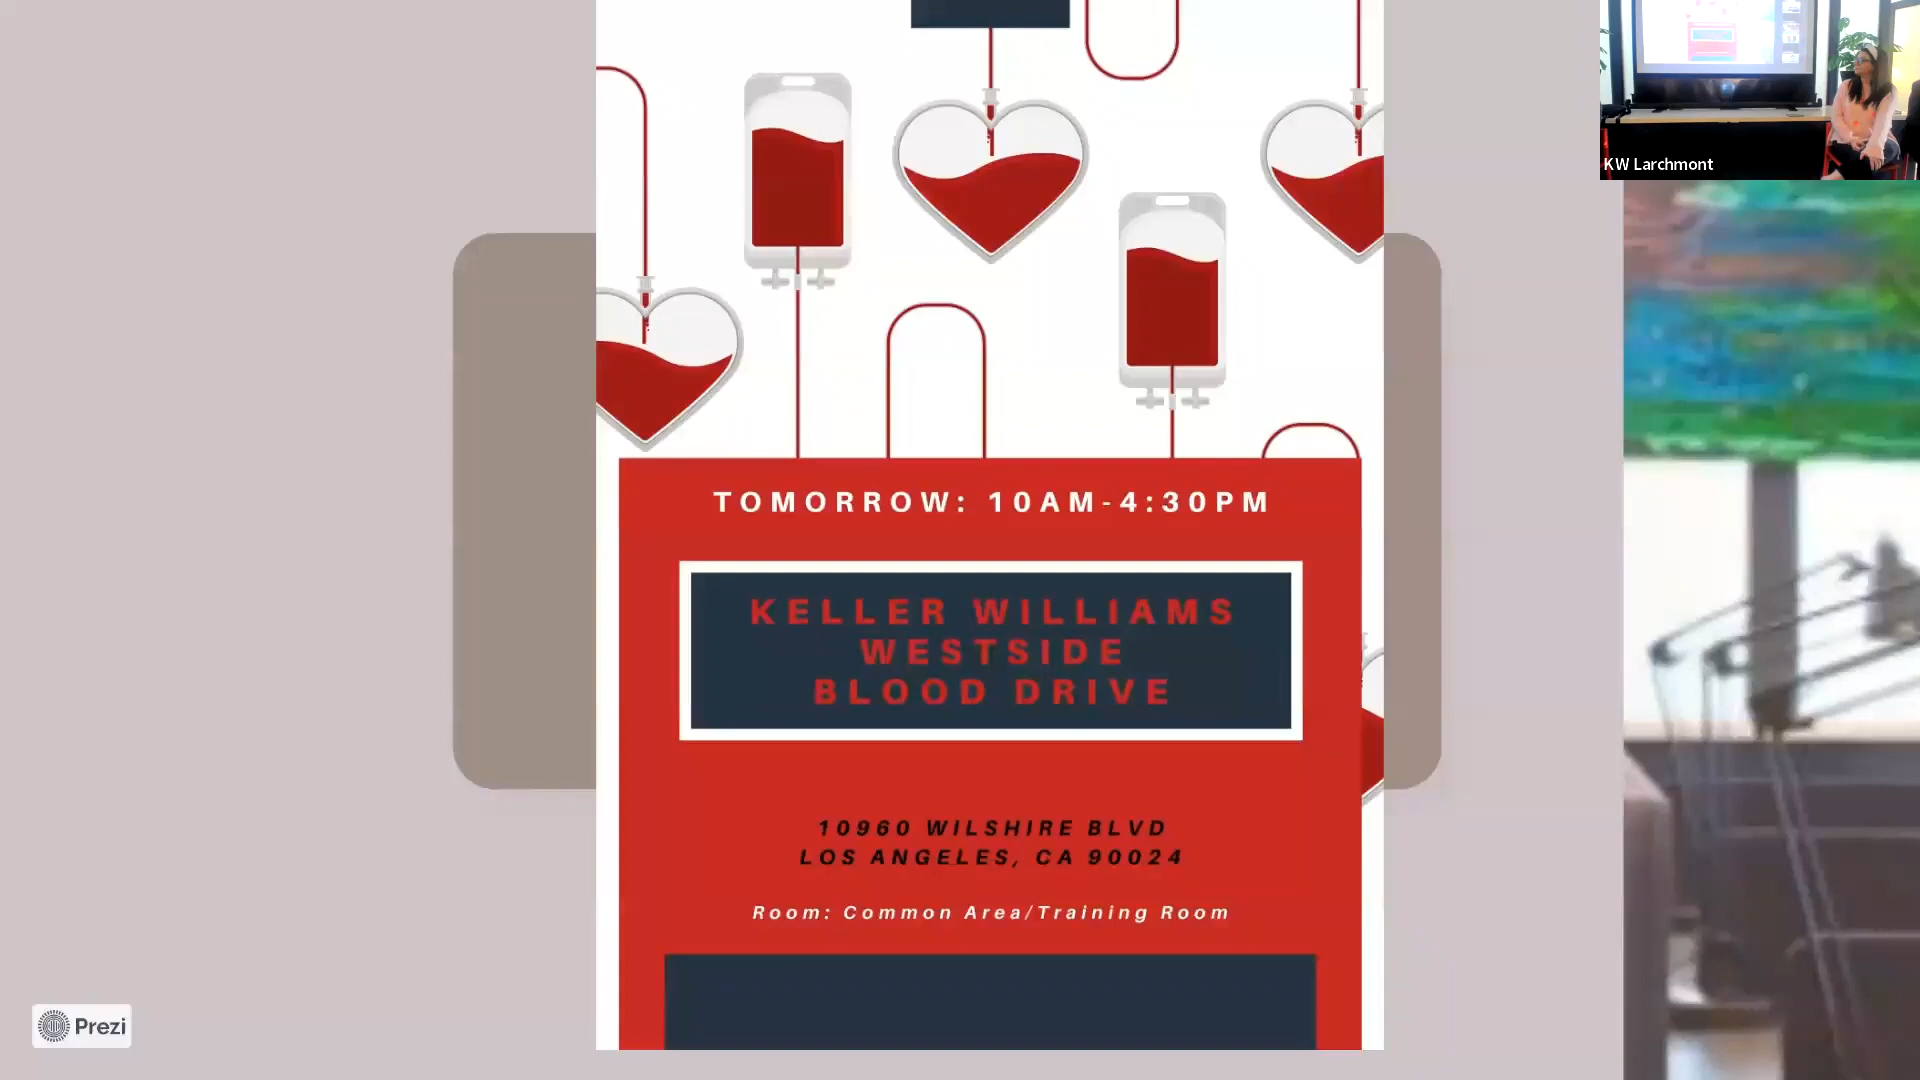 KW Larchmont
TOMORROW: 10AM-4:30PM
KELLER WILLIAMS
WESTSIDE
BLOOD DRIVE
10960 WILSHIRE BLVD
LOS ANGELES, CA 90024
Room: Common Area/Training Room
Prezi